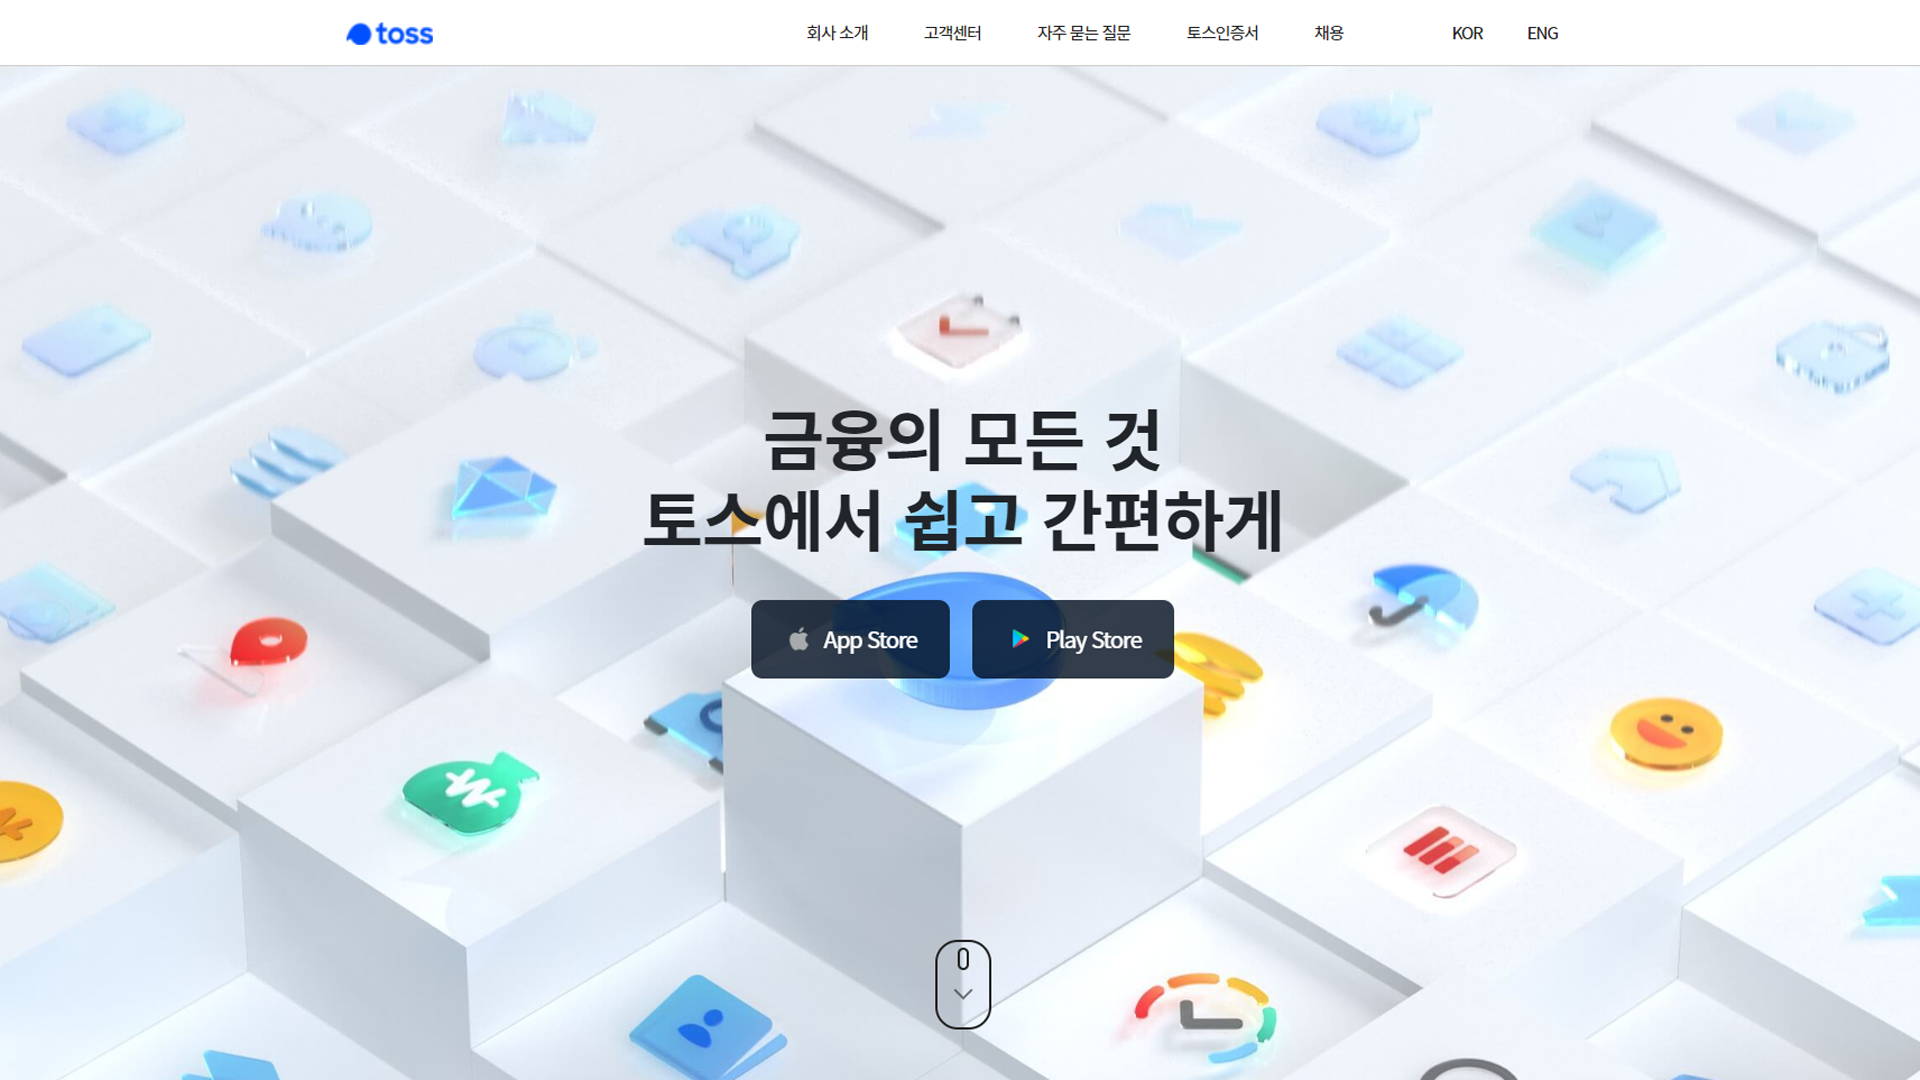 toss
회사 소개
고객센터
자주 묻는 질문
토스인증서
채용
KOR
ENG
금융의 모든 것
토스에서 쉽고 간편하게
App Store
Play Store